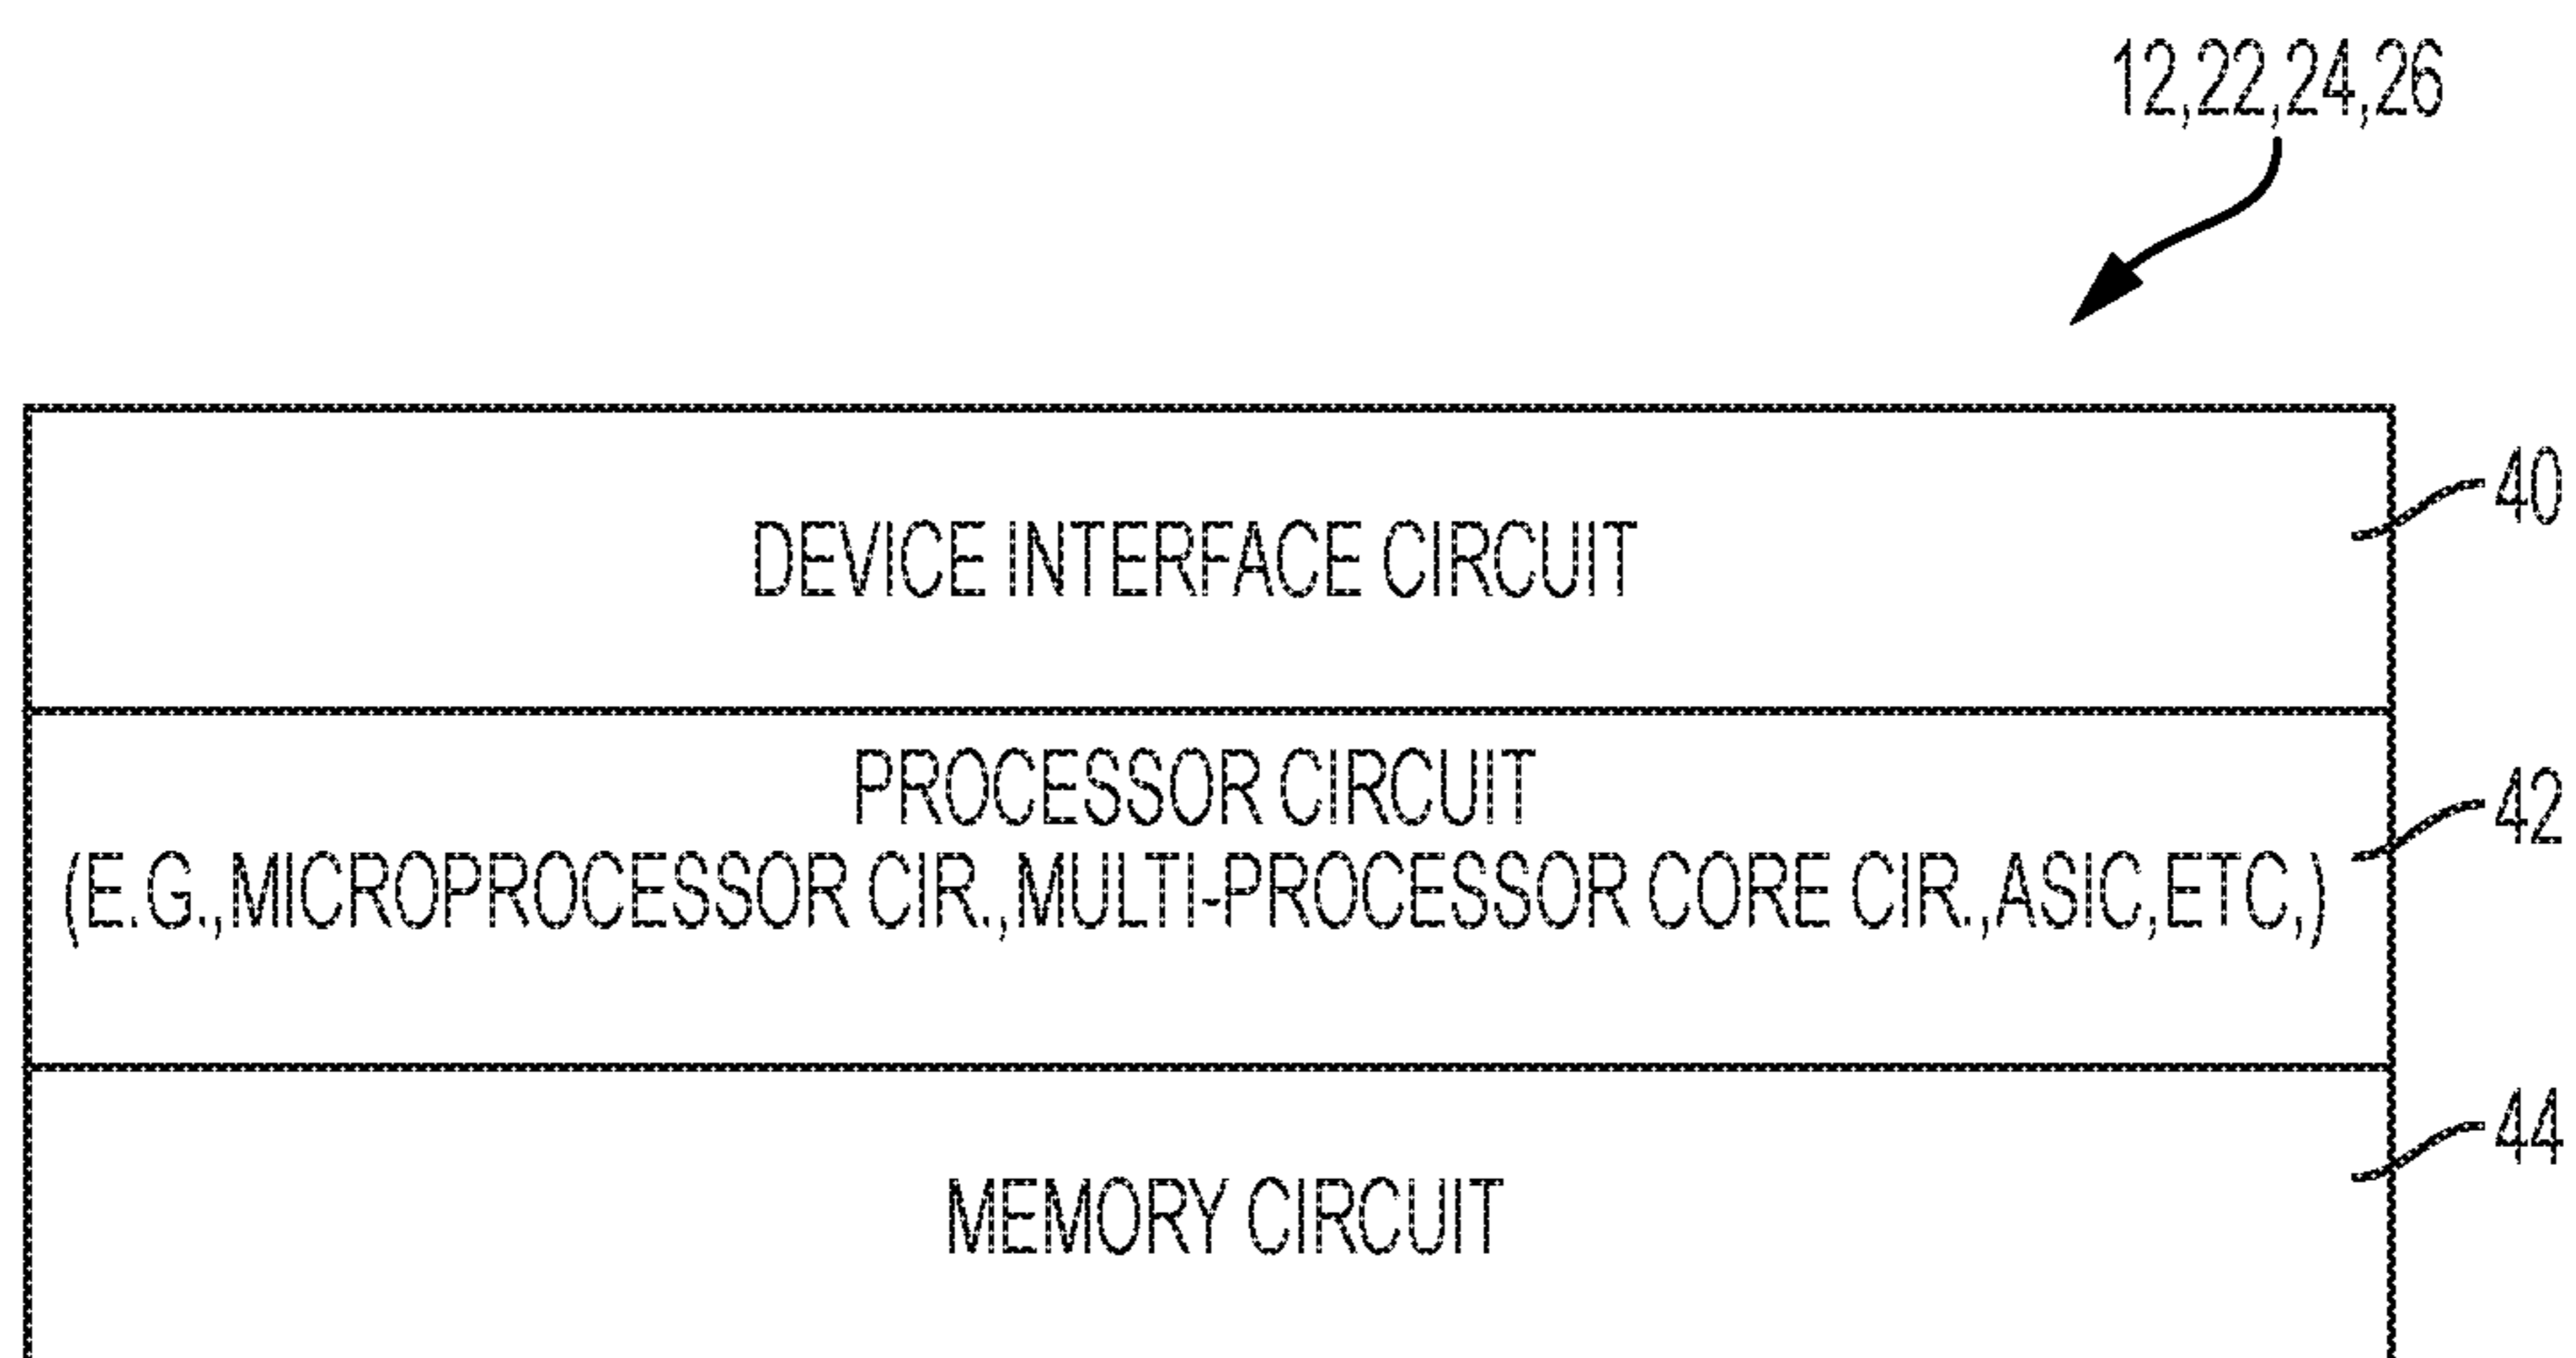 12,22,24,26
DEVICE INTERFACE CIRCUIT
40
PROCESSOR CIRCUIT
(E.G.,MICROPROCESSOR CIR.,MULTI-PROCESSOR CORE CIR.,ASIC,ETC,)
42
MEMORY CIRCUIT
44